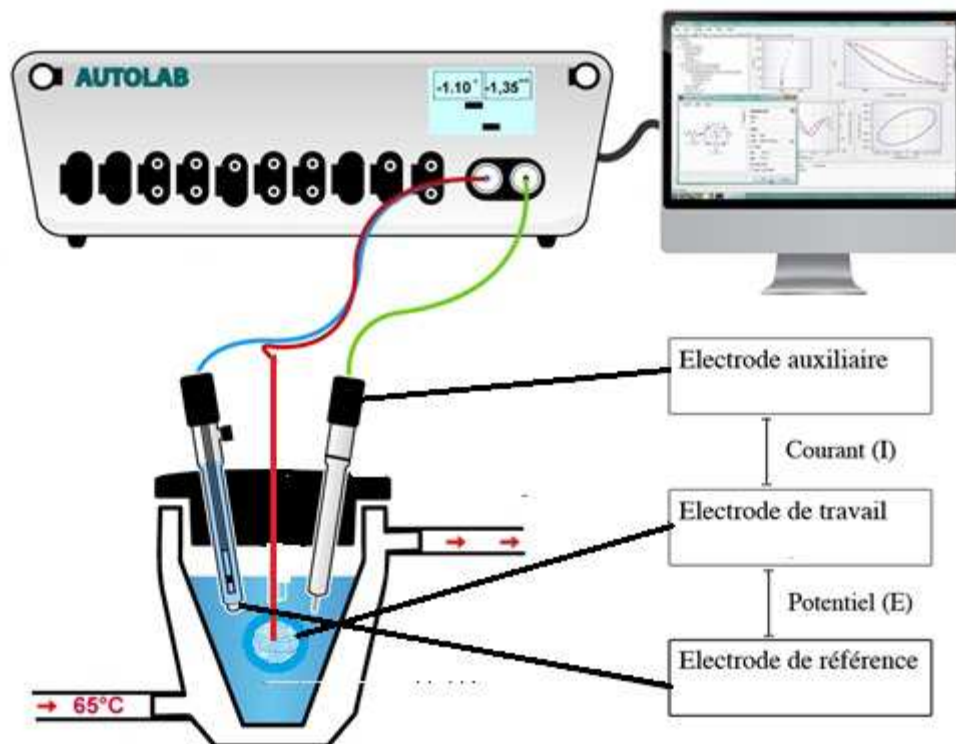 AUTOLAB
-1.10 -1,35
Electrode auxiliaire
Courant (I)
Electrode de travail
Potentiel (E)
Electrode de référence
65°C